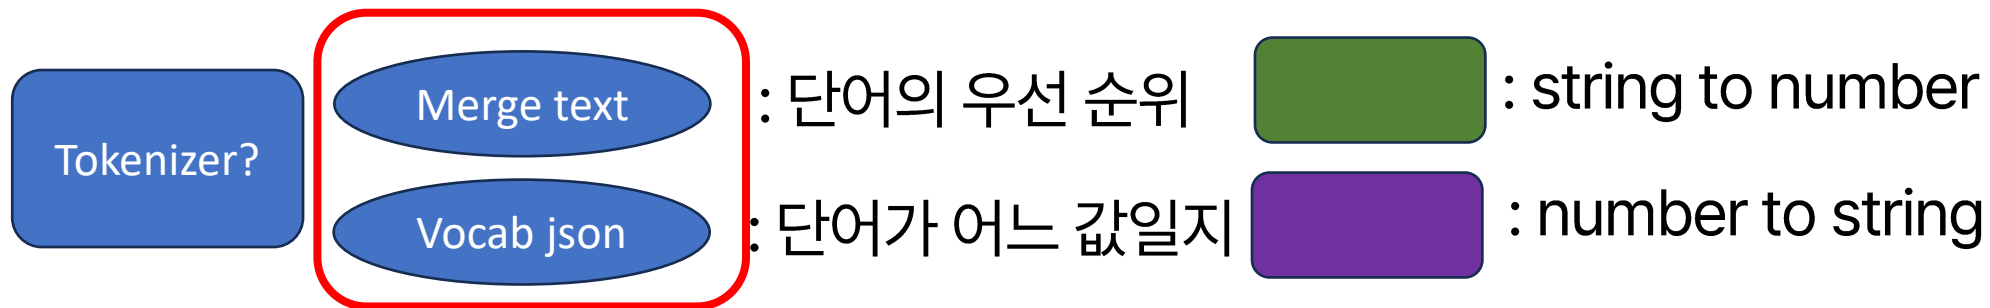 Tokenizer?
Merge text : 단어의 우선 순위
Vocab json : 단어가 어느 값일지
: string to number
: number to string